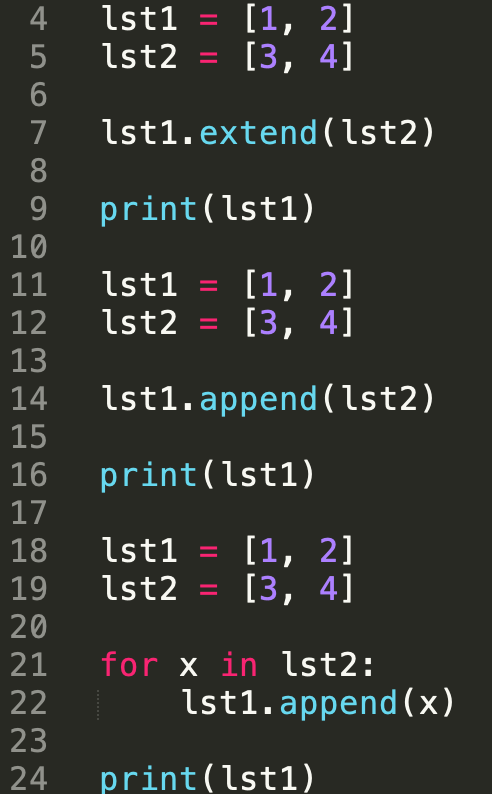 4 lst1 = [1, 2]
5 lst2 = [3, 4]
6
7 lst1.extend(lst2)
8
9 print(lst1)
10
11 lst1 = [1, 2]
12 lst2 = [3, 4]
13
14 lst1.append(lst2)
15
16 print(lst1)
17
18 lst1 = [1, 2]
19 lst2 = [3, 4]
20
21 for x in lst2:
22     lst1.append(x)
23
24 print(lst1)